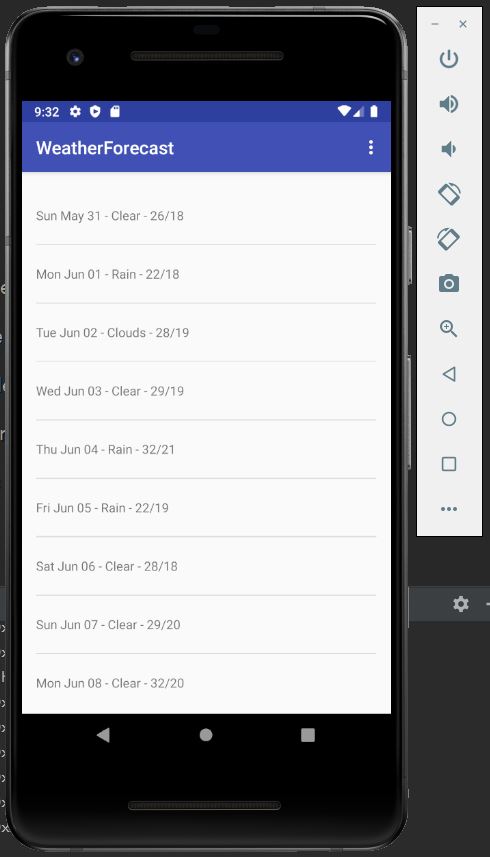 9:32
WeatherForecast
Sun May 31 - Clear - 26/18
Mon Jun 01 - Rain - 22/18
Tue Jun 02 - Clouds - 28/19
Wed Jun 03 - Clear - 29/19
Thu Jun 04 - Rain - 32/21
Fri Jun 05 - Rain - 22/19
Sat Jun 06 - Clear - 28/18
Sun Jun 07 - Clear - 29/20
Mon Jun 08 - Clear - 32/20